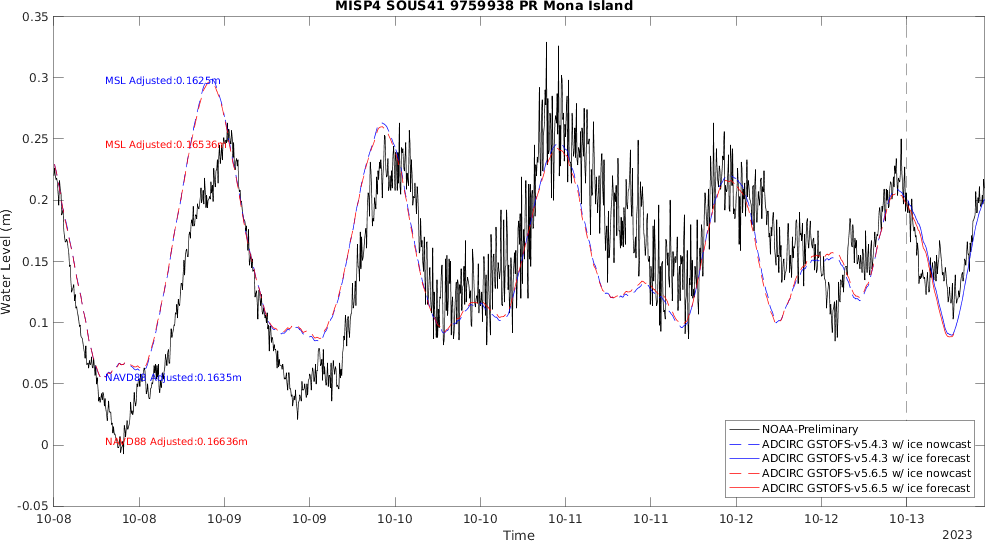 MISP4 SOUS41 9759938 PR Mona Island
0.35
0.3
0.25
0.2
0.15
0.1
0.05
0
-0.05
Water Level (m)
MSL Adjusted:0.1625m
MSL Adjusted:0.16536m
NAVD88 Adjusted:0.1635m
NAVD88 Adjusted:0.16636m
NOAA-Preliminary
ADCIRC GSTOFS-v5.4.3 w/ ice nowcast
ADCIRC GSTOFS-v5.4.3 w/ ice forecast
ADCIRC GSTOFS-v5.6.5 w/ ice nowcast
ADCIRC GSTOFS-v5.6.5 w/ ice forecast
10-08 10-08 10-09 10-09 10-10 10-10 10-11 10-11 10-12 10-12 10-13
Time
2023